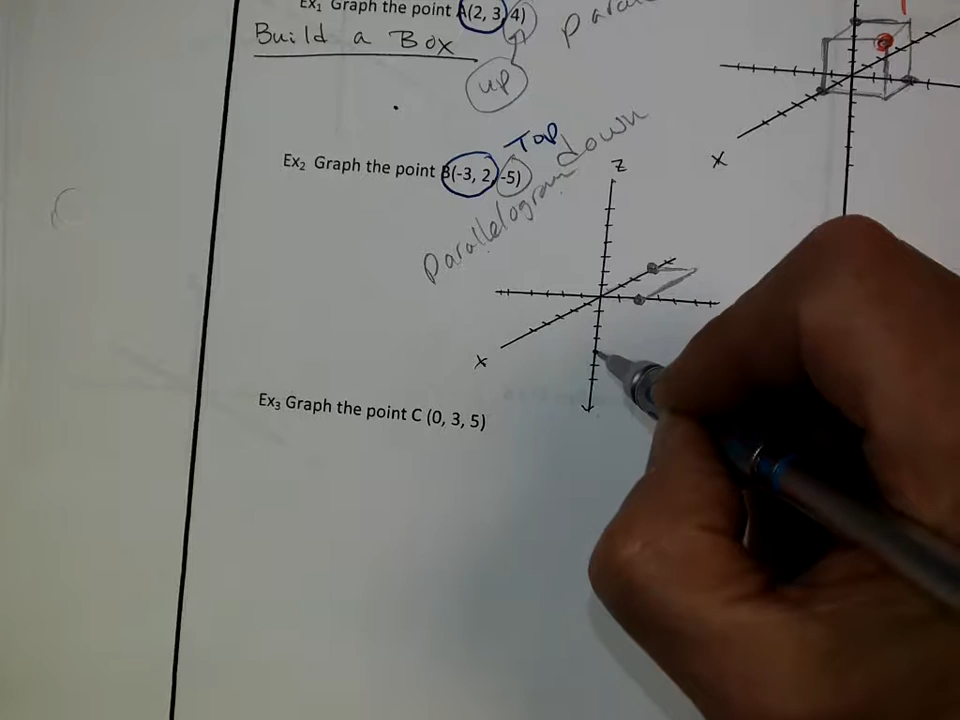 Ex₁ Graph the point A(2, 3, 4)
Build a Box
up
Top
Ex₂ Graph the point B(-3, 2, -5)
Parallelogram down
z
x
x
Ex₃ Graph the point C (0, 3, 5)